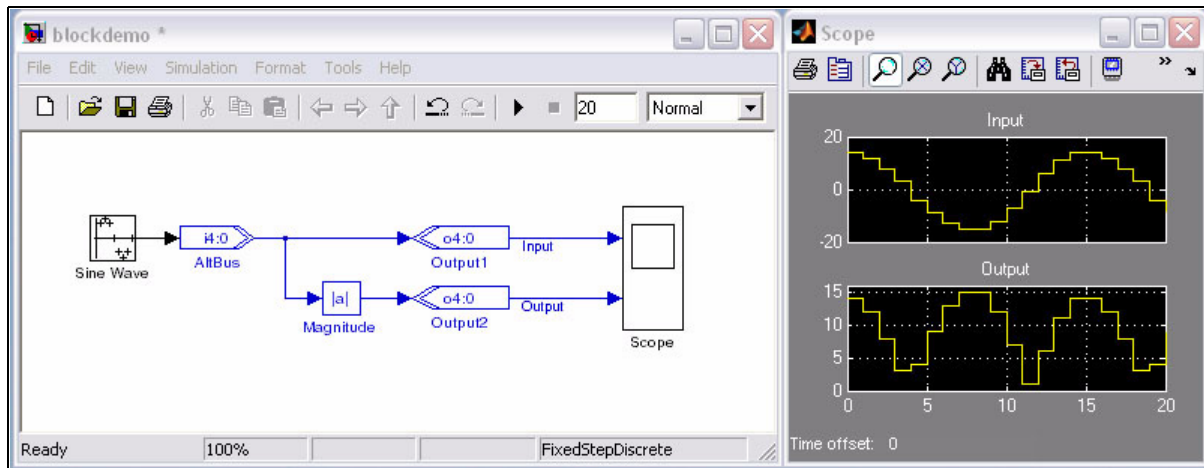 blockdemo *
File Edit View Simulation Format Tools Help
20 Normal
Sine Wave
i4:0
AltBus
|a|
Magnitude
o4:0
Output1
Input
o4:0
Output2
Output
Scope
Ready 100% FixedStepDiscrete
Scope
Input
20
0
-20
Output
15
10
5
0
0 5 10 15 20
Time offset: 0